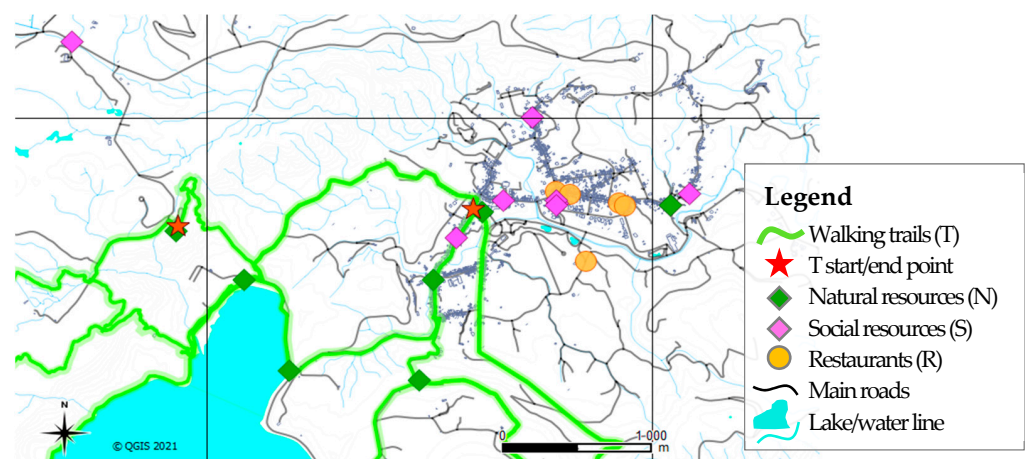 Legend
Walking trails (T)
T start/end point
Natural resources (N)
Social resources (S)
Restaurants (R)
Main roads
Lake/water line
N
© QGIS 2021
0 1 000
m